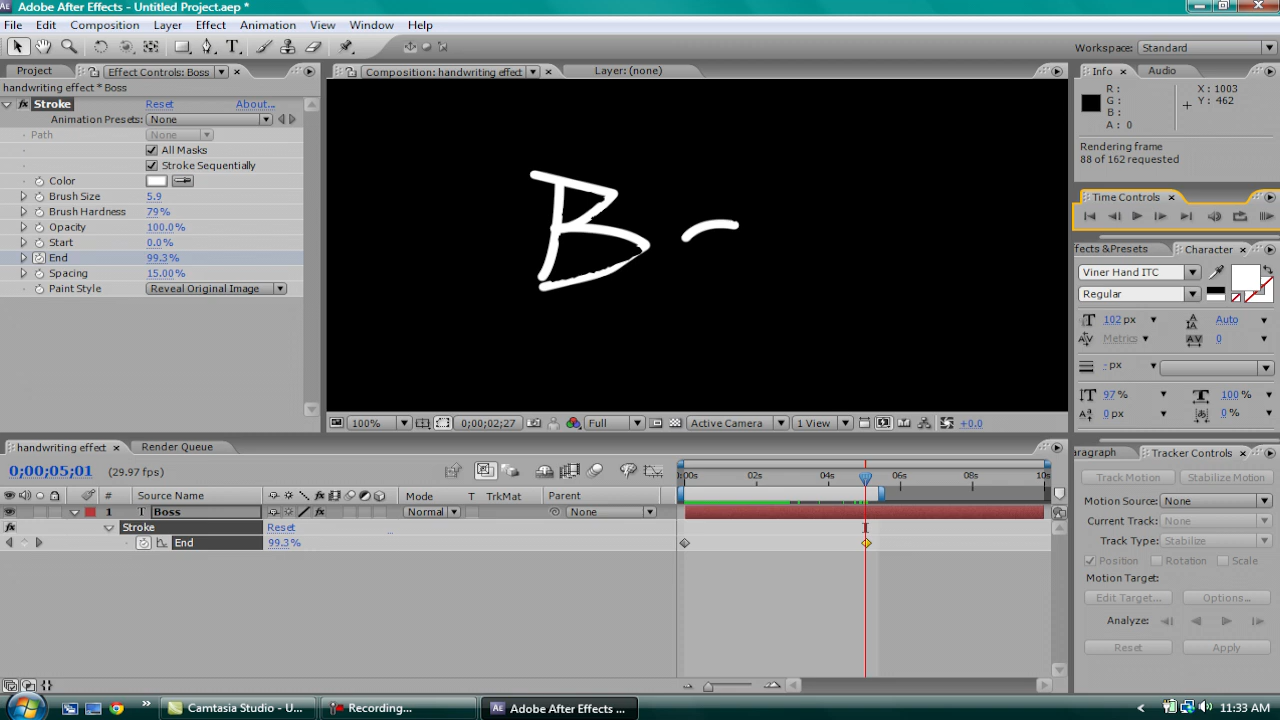 Adobe After Effects - Untitled Project.aep *
File Edit Composition Layer Effect Animation View Window Help
Workspace: Standard
Project Effect Controls: Boss Composition: handwriting effect Layer: (none) Info Audio
handwriting effect * Boss
Stroke Reset About...
Animation Presets: None
Path None
All Masks
Stroke Sequentially
Color
Brush Size 5.9
Brush Hardness 79%
Opacity 100.0%
Start 0.0%
End 99.3%
Spacing 15.00%
Paint Style Reveal Original Image
B
R :
G :
B :
A : 0
X : 1003
Y : 462
Rendering frame
88 of 162 requested
Time Controls
ffects &Presets Character
Viner Hand ITC
Regular
102 px Auto
Metrics 0
- px
97 % 100 %
0 px 0 %
100% 0;00;02;27 Full Active Camera 1 View +0.0
handwriting effect Render Queue
0;00;05;01 (29.97 fps)
# Source Name Mode T TrkMat Parent
1 T Boss Normal None
Stroke Reset
End 99.3%
:00s 02s 04s 06s 08s 10s
aragraph Tracker Controls
Track Motion Stabilize Motion
Motion Source: None
Current Track: None
Track Type: Stabilize
Position Rotation Scale
Motion Target:
Edit Target... Options...
Analyze:
Reset Apply
Camtasia Studio - U... Recording... Adobe After Effects ... 11:33 AM